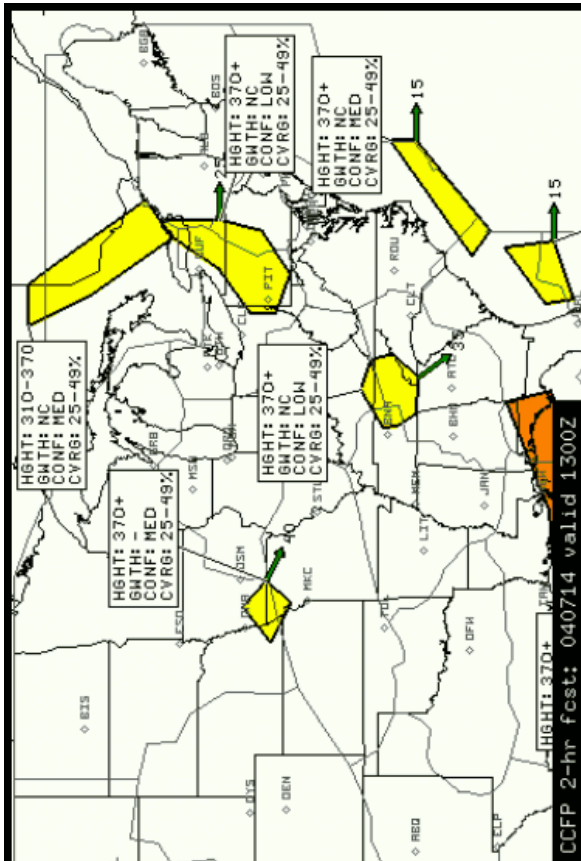 HGHT: 310-370
GWTH: NC
CONF: MED
CVRG: 25-49%
HGHT: 370+
GWTH: -
CONF: MED
CVRG: 25-49%
HGHT: 370+
GWTH: NC
CONF: LOW
CVRG: 25-49%
HGHT: 370+
GWTH: NC
CONF: LOW
CVRG: 25-49%
HGHT: 370+
GWTH: NC
CONF: MED
CVRG: 25-49%
BIS
GRB
FSD
BUF
BOS
25
CYS
DSM
DEN
MKC
40
PIT
15
ABQ
LIT
MEM
BNA
RDU
CLT
35
ELP
DFW
JAN
BHM
15
HGHT: 370+
CCFP 2-hr fcst: 040714 valid 1300Z